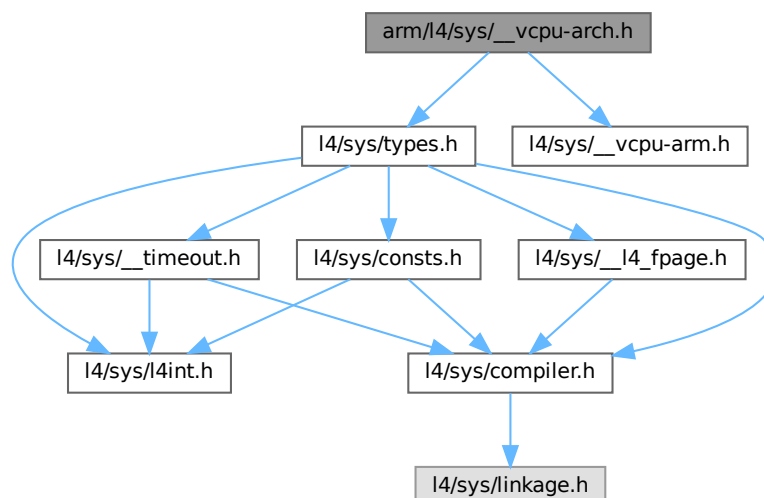 arm/l4/sys/__vcpu-arch.h
l4/sys/types.h
l4/sys/__vcpu-arm.h
l4/sys/__timeout.h
l4/sys/consts.h
l4/sys/__l4_fpage.h
l4/sys/l4int.h
l4/sys/compiler.h
l4/sys/linkage.h